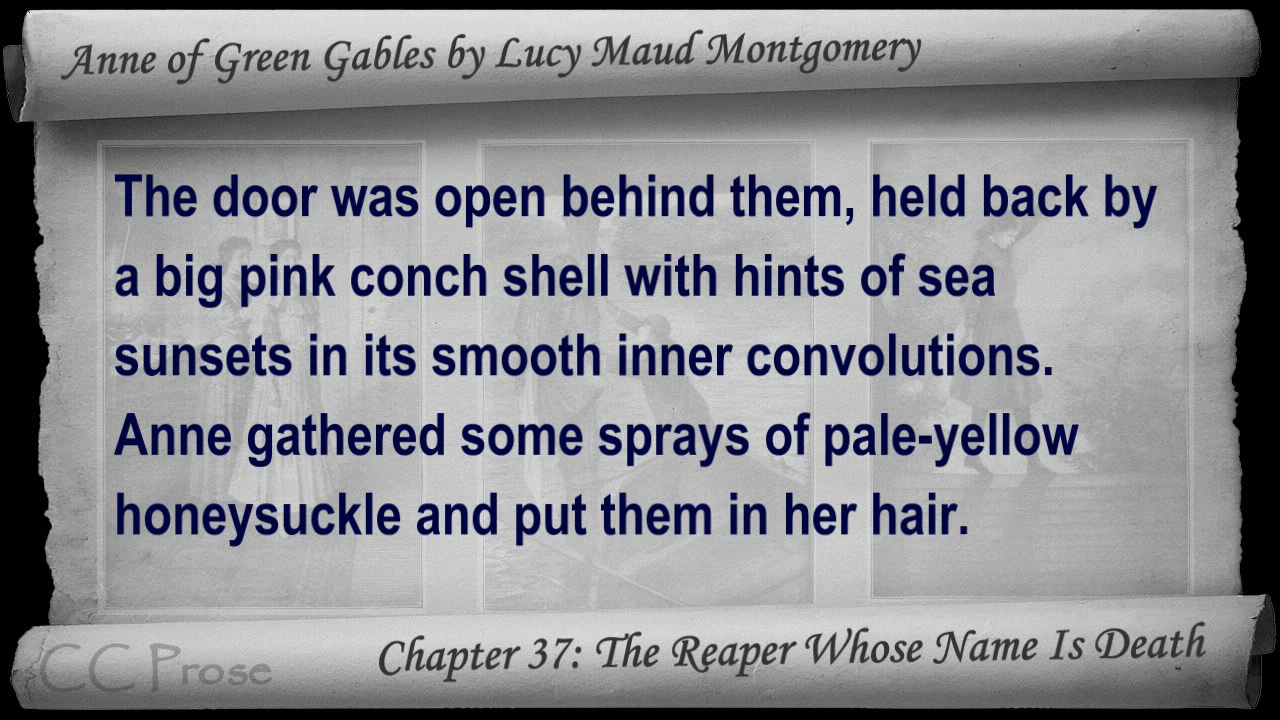 Anne of Green Gables by Lucy Maud Montgomery
The door was open behind them, held back by
a big pink conch shell with hints of sea
sunsets in its smooth inner convolutions.
Anne gathered some sprays of pale-yellow
honeysuckle and put them in her hair.
Chapter 37: The Reaper Whose Name Is Death
CC Prose